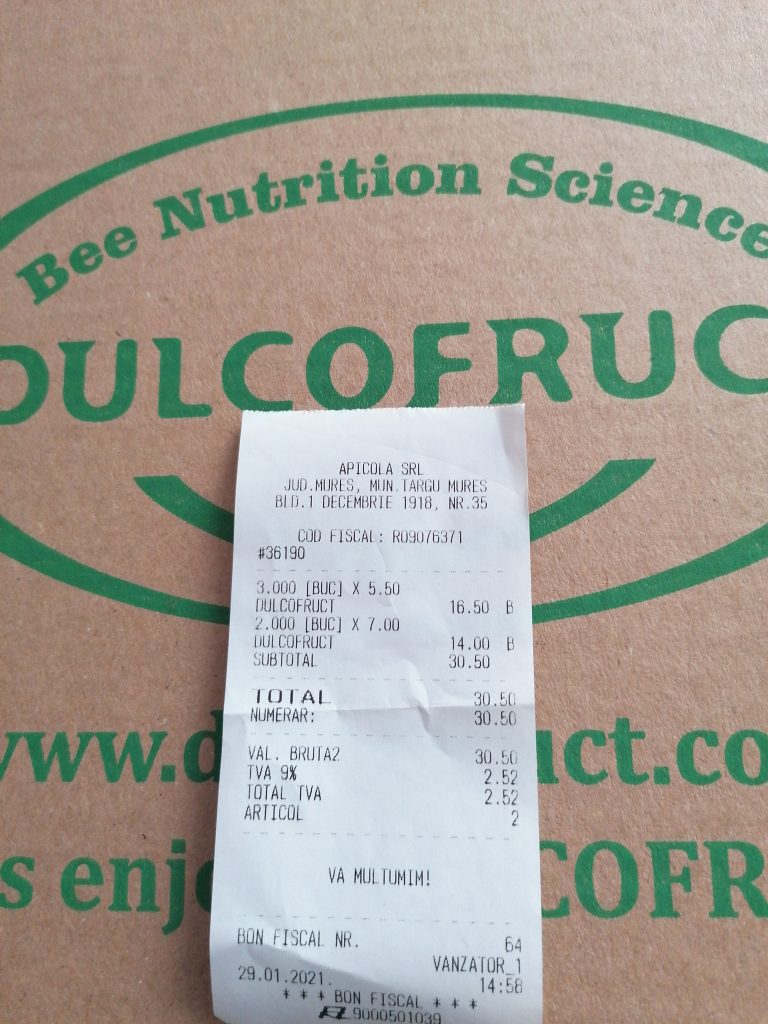 Bee Nutrition Science
DULCOFRUC
APICOLA SRL
JUD.MURES, MUN.TARGU MURES
BLD.1 DECEMBRIE 1918, NR.35
COD FISCAL: RO9076371
#36190
3.000 [BUC] X 5.50
DULCOFRUCT 16.50 B
2.000 [BUC] X 7.00
DULCOFRUCT 14.00 B
SUBTOTAL 30.50
TOTAL 30.50
NUMERAR: 30.50
www.d uct.co
VAL. BRUTA2 30.50
TVA 9% 2.52
TOTAL TVA 2.52
ARTICOL 2
s enj COFR
VA MULTUMIM!
BON FISCAL NR. 64
VANZATOR_1
29.01.2021. 14:58
* * * BON FISCAL * * *
9000501039